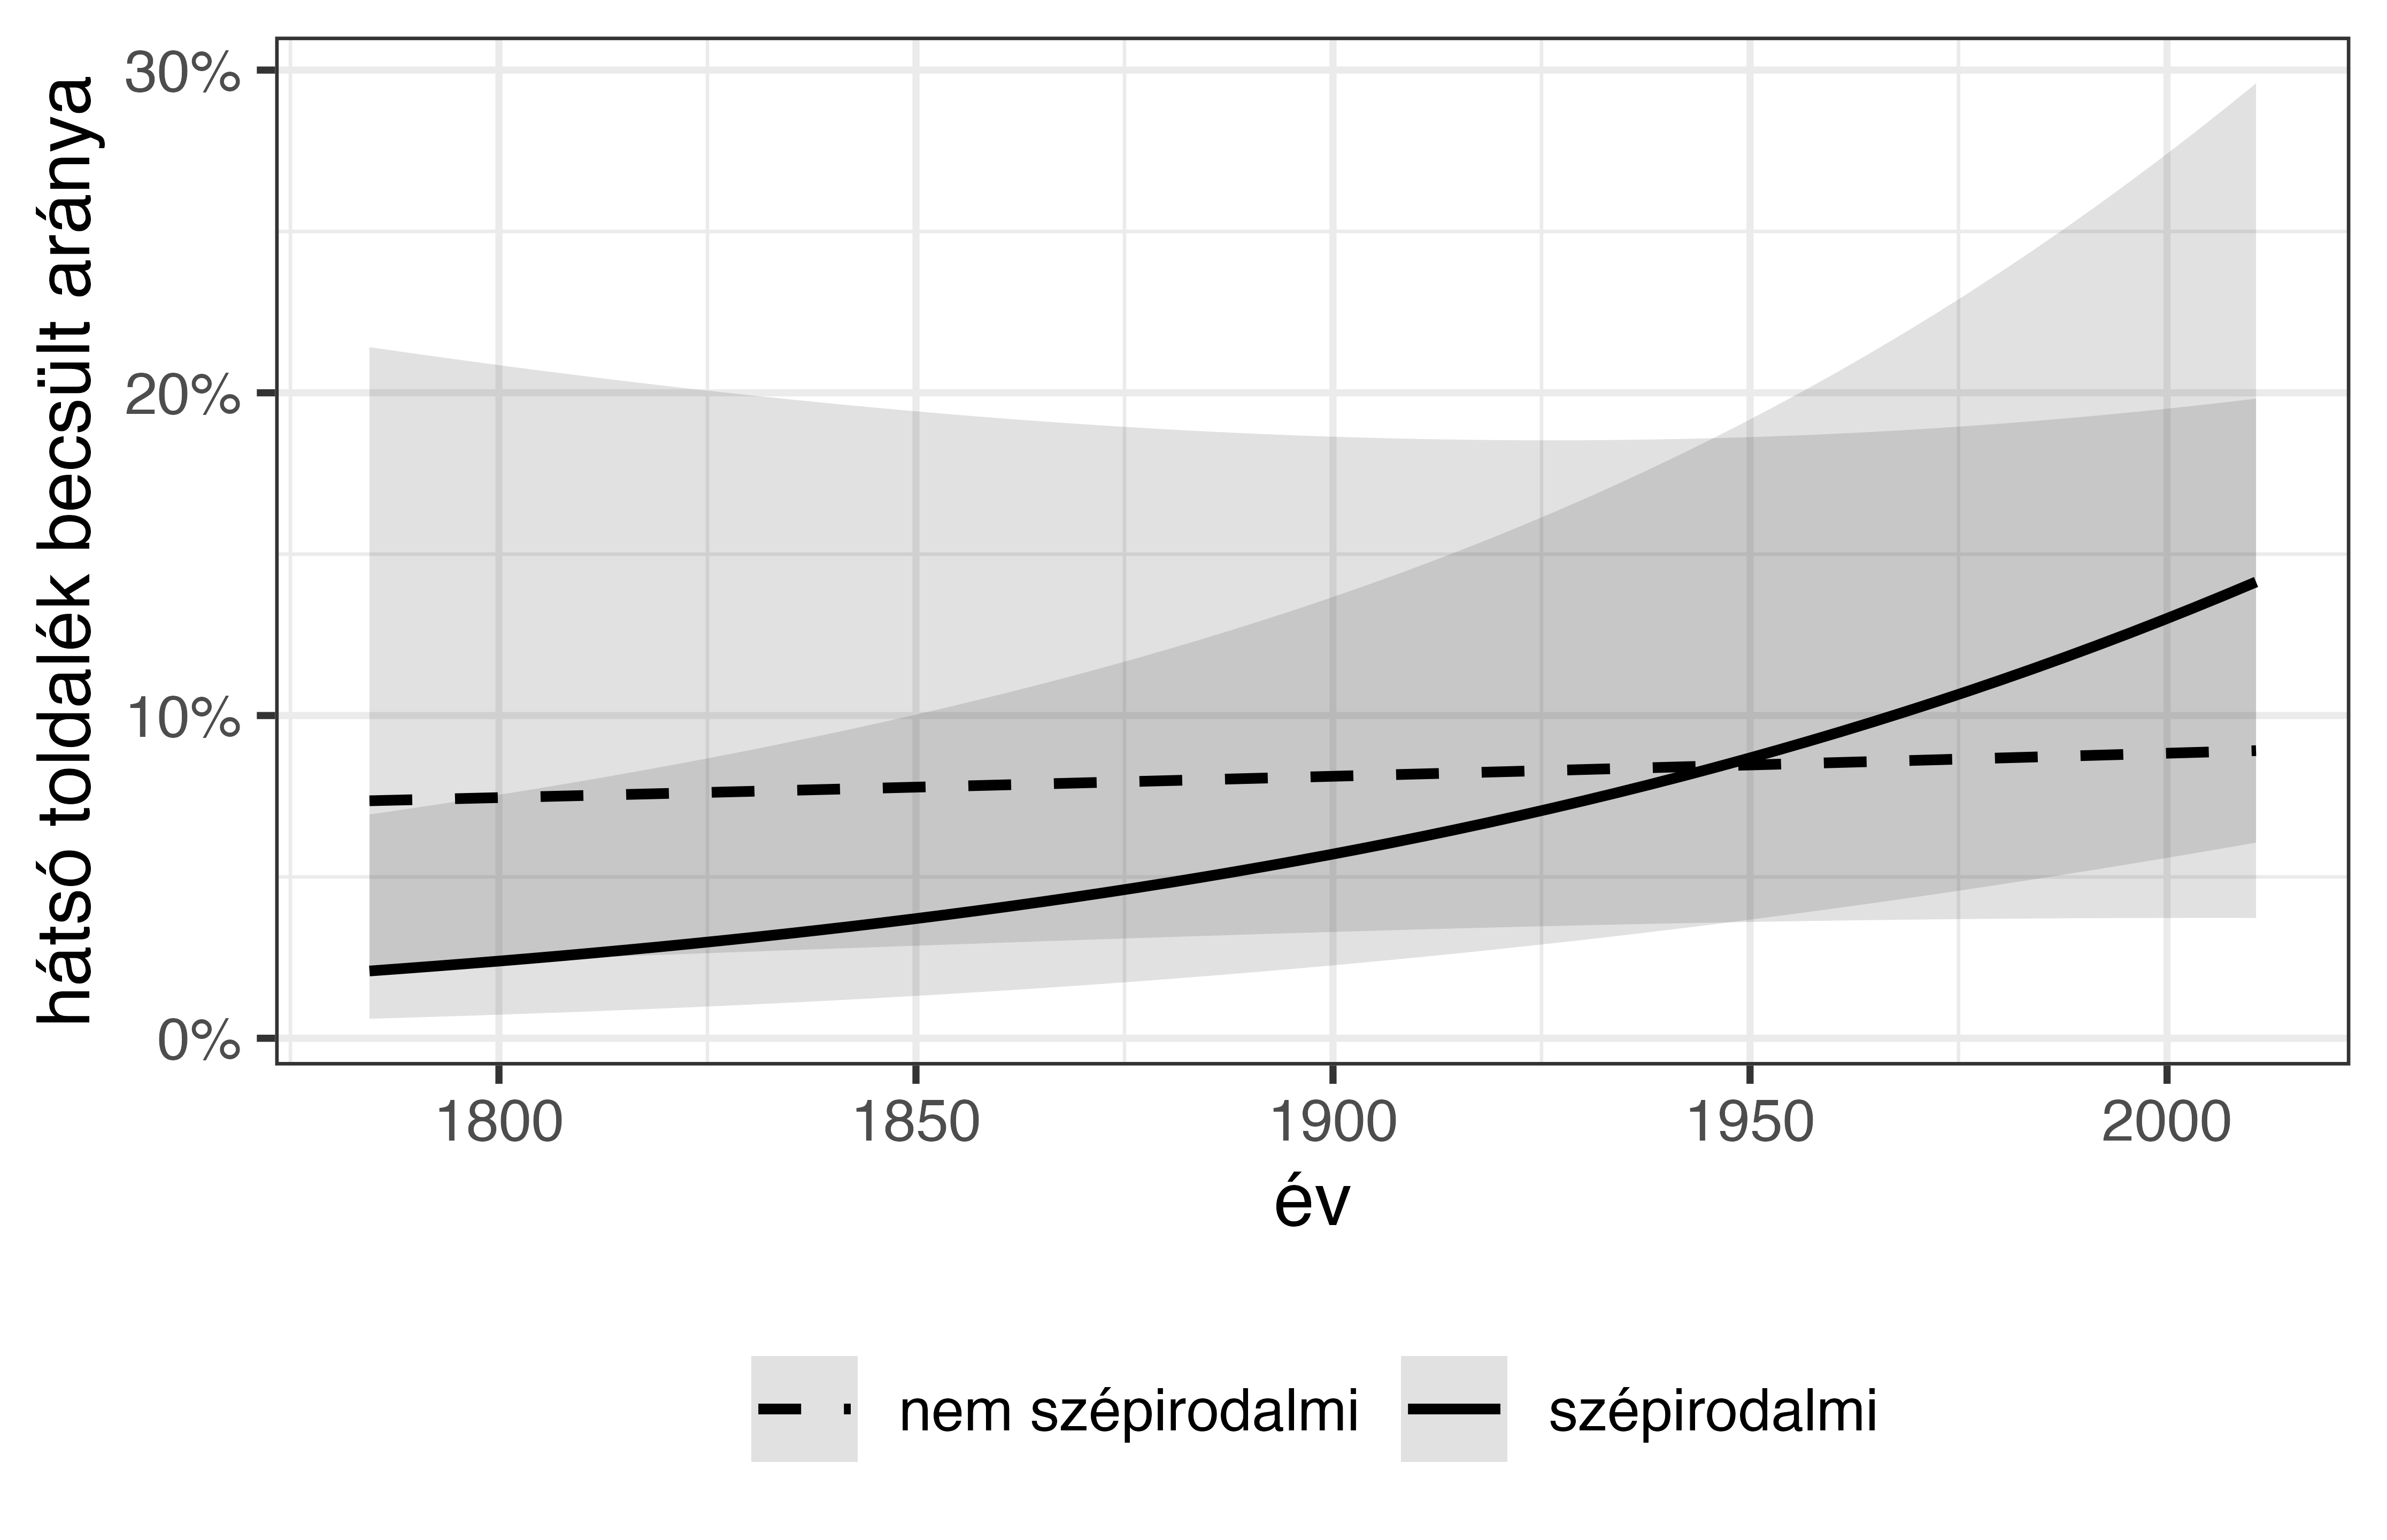 hátsó toldalék becsült aránya
30%
20%
10%
0%
1800 1850 1900 1950 2000
év
nem szépirodalmi szépirodalmi